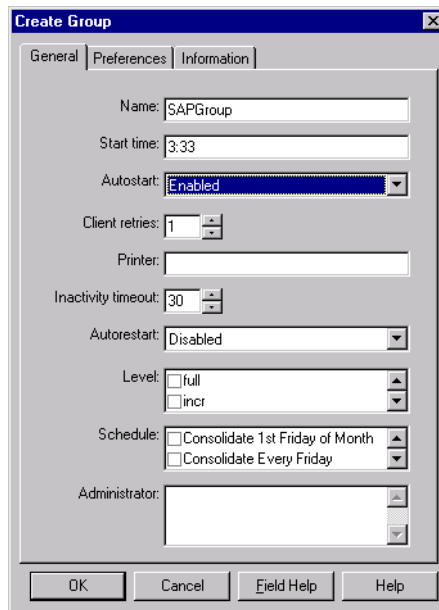 Create Group
General Preferences Information
Name: SAPGroup
Start time: 3:33
Autostart: Enabled
Client retries: 1
Printer:
Inactivity timeout: 30
Autorestart: Disabled
Level: full
incr
Schedule: Consolidate 1st Friday of Month
Consolidate Every Friday
Administrator:
OK Cancel Field Help Help